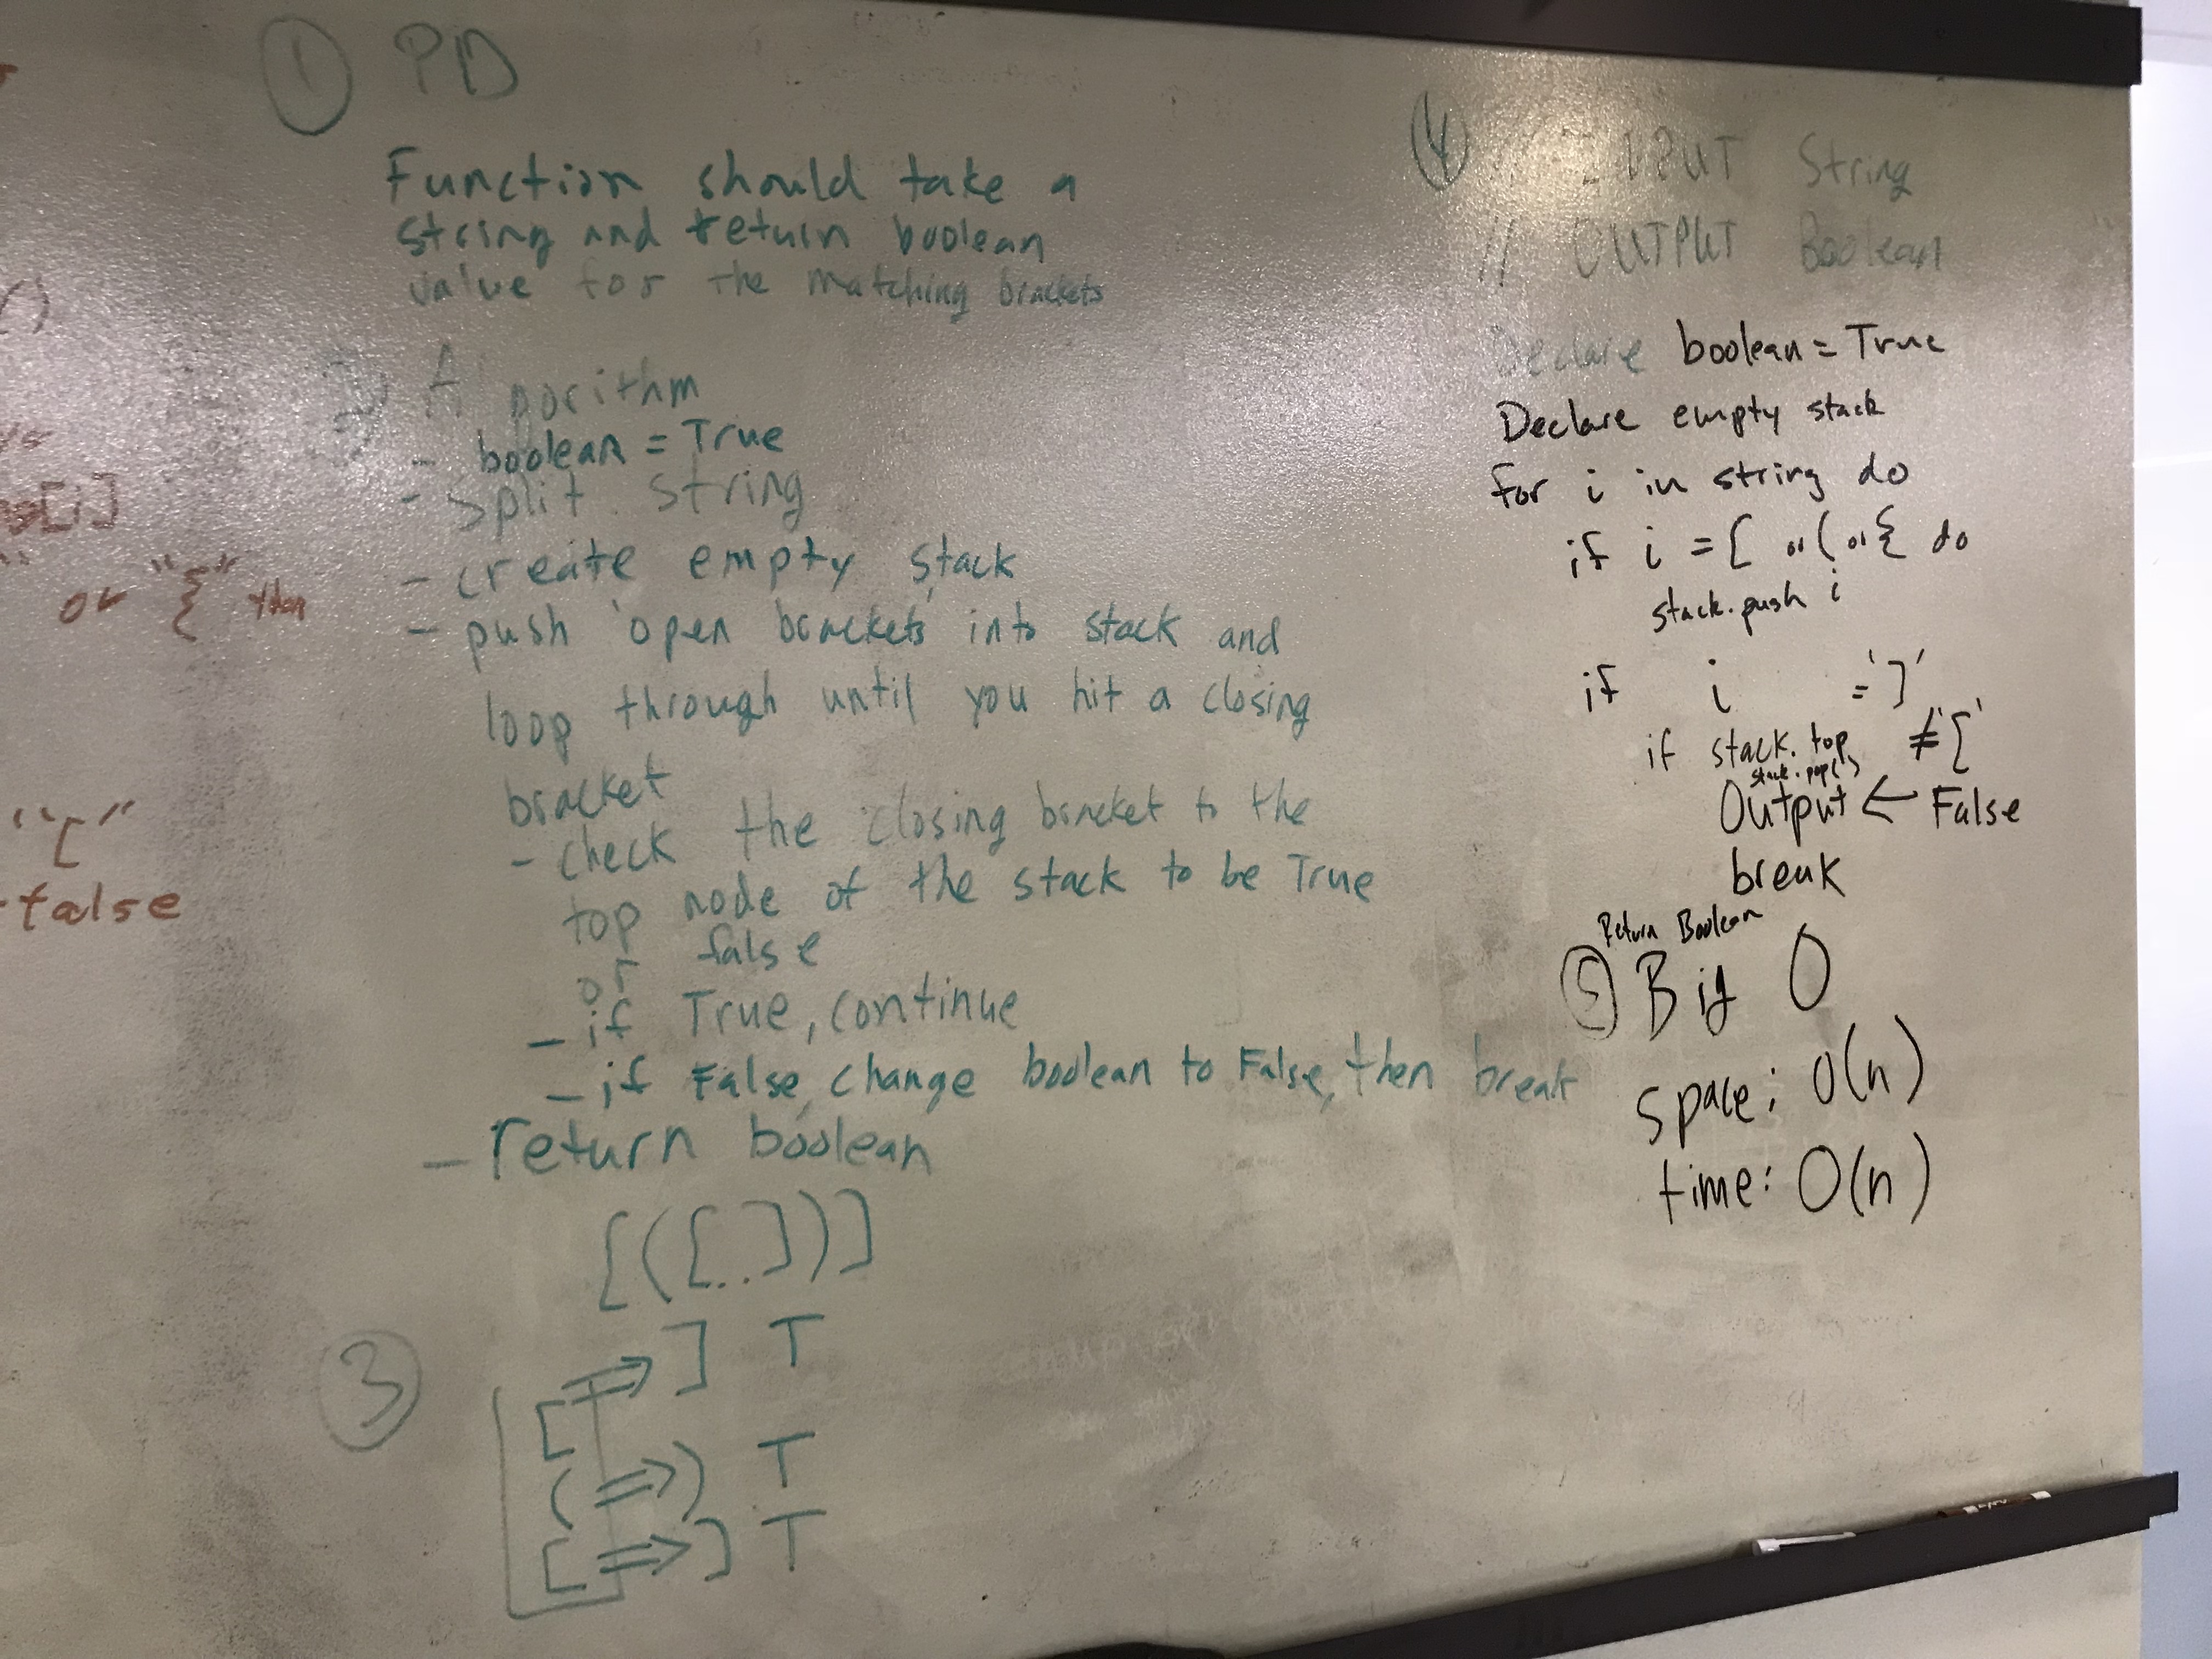 ()
[i]
or "{" then
"["
false
① PD
Function should take a
string and return boolean
value for the matching brackets
2) Algorithm
- boolean = True
- split string
- create empty stack
- push 'open brackets' into stack and
loop through until you hit a closing
bracket
- check the closing bracket to the
top node of the stack to be True
or false
- if True, continue
- if False, change boolean to False, then break
- return boolean
[([..])]
③
[ ⇒ ] T
( ⇒ ) T
[ ⇒ ] T
④ // INPUT String
// OUTPUT Boolean
Declare boolean = True
Declare empty stack
for i in string do
if i = [ or ( or { do
stack.push i
if i = ']'
if stack.top ≠ '['
stack.pop()
Output ← False
break
Return Boolean
⑤ Big O
space: O(n)
time: O(n)